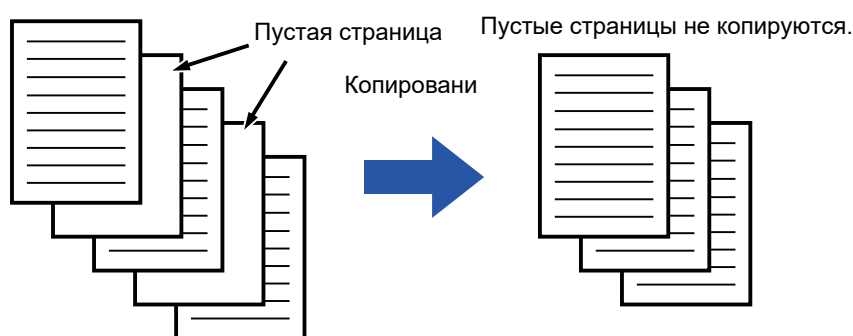 Пустая страница
Пустые страницы не копируются.
Копировани